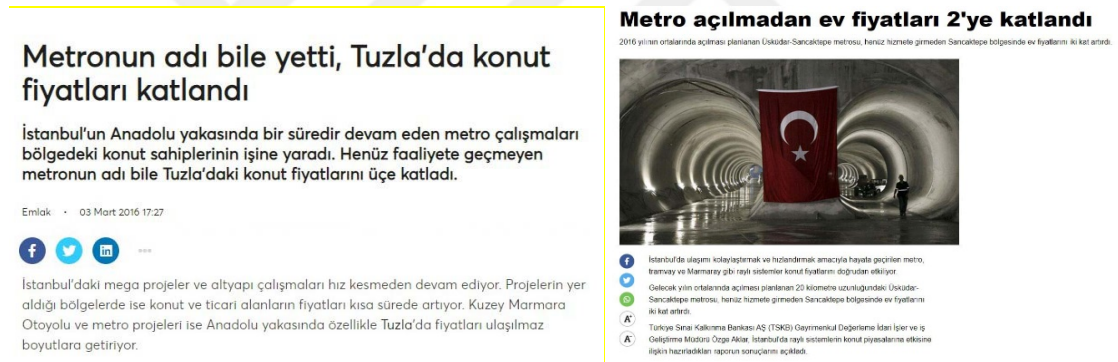 Metronun adı bile yetti, Tuzla'da konut
fiyatları katlandı
İstanbul'un Anadolu yakasında bir süredir devam eden metro çalışmaları
bölgedeki konut sahiplerinin işine yaradı. Henüz faaliyete geçmeyen
metronun adı bile Tuzla'daki konut fiyatlarını üçe katladı.
Emlak · 03 Mart 2016 17:27
İstanbul'daki mega projeler ve altyapı çalışmaları hız kesmeden devam ediyor. Projelerin yer
aldığı bölgelerde ise konut ve ticari alanların fiyatları kısa sürede artıyor. Kuzey Marmara
Otoyolu ve metro projeleri ise Anadolu yakasında özellikle Tuzla'da fiyatları ulaşılmaz
boyutlara getiriyor.
Metro açılmadan ev fiyatları 2'ye katlandı
2016 yılının ortalarında açılması planlanan Üsküdar-Sancaktepe metrosu, henüz hizmete girmeden Sancaktepe bölgesinde ev fiyatlarını iki kat artırdı.
İstanbul'da ulaşımı kolaylaştırmak ve hızlandırmak amacıyla hayata geçirilen metro,
tramvay ve Marmaray gibi raylı sistemler konut fiyatlarını doğrudan etkiliyor.
Gelecek yılın ortalarında açılması planlanan 20 kilometre uzunluğundaki Üsküdar-
Sancaktepe metrosu, henüz hizmete girmeden Sancaktepe bölgesinde ev fiyatlarını
iki kat artırdı.
Türkiye Sınai Kalkınma Bankası AŞ (TSKB) Gayrimenkul Değerleme İdari İşler ve iş
Geliştirme Müdürü Özge Aklar, İstanbul'da raylı sistemlerin konut piyasalarına etkisine
ilişkin hazırladıkları raporun sonuçlarını açıkladı.